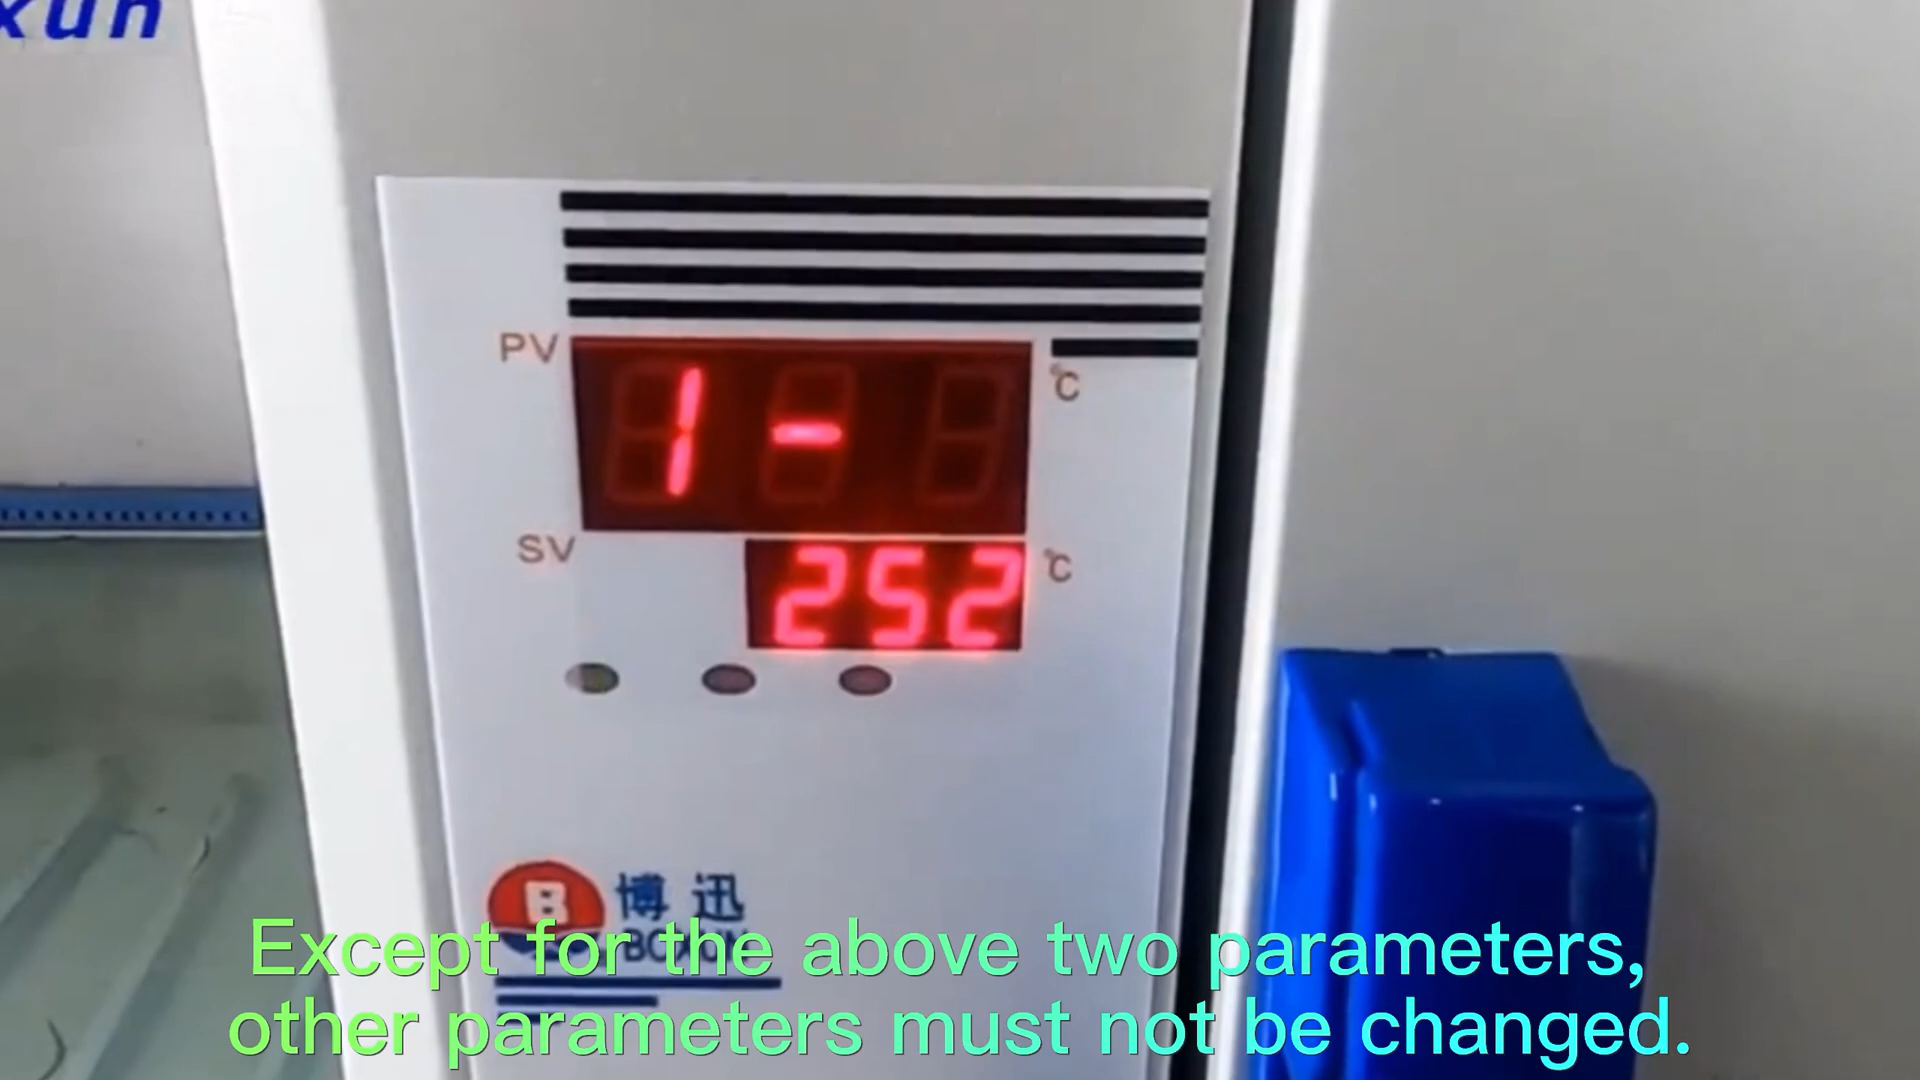 xun
PV
1-
℃
SV
252
℃
B
博迅
BOXUN
Except for the above two parameters,
other parameters must not be changed.